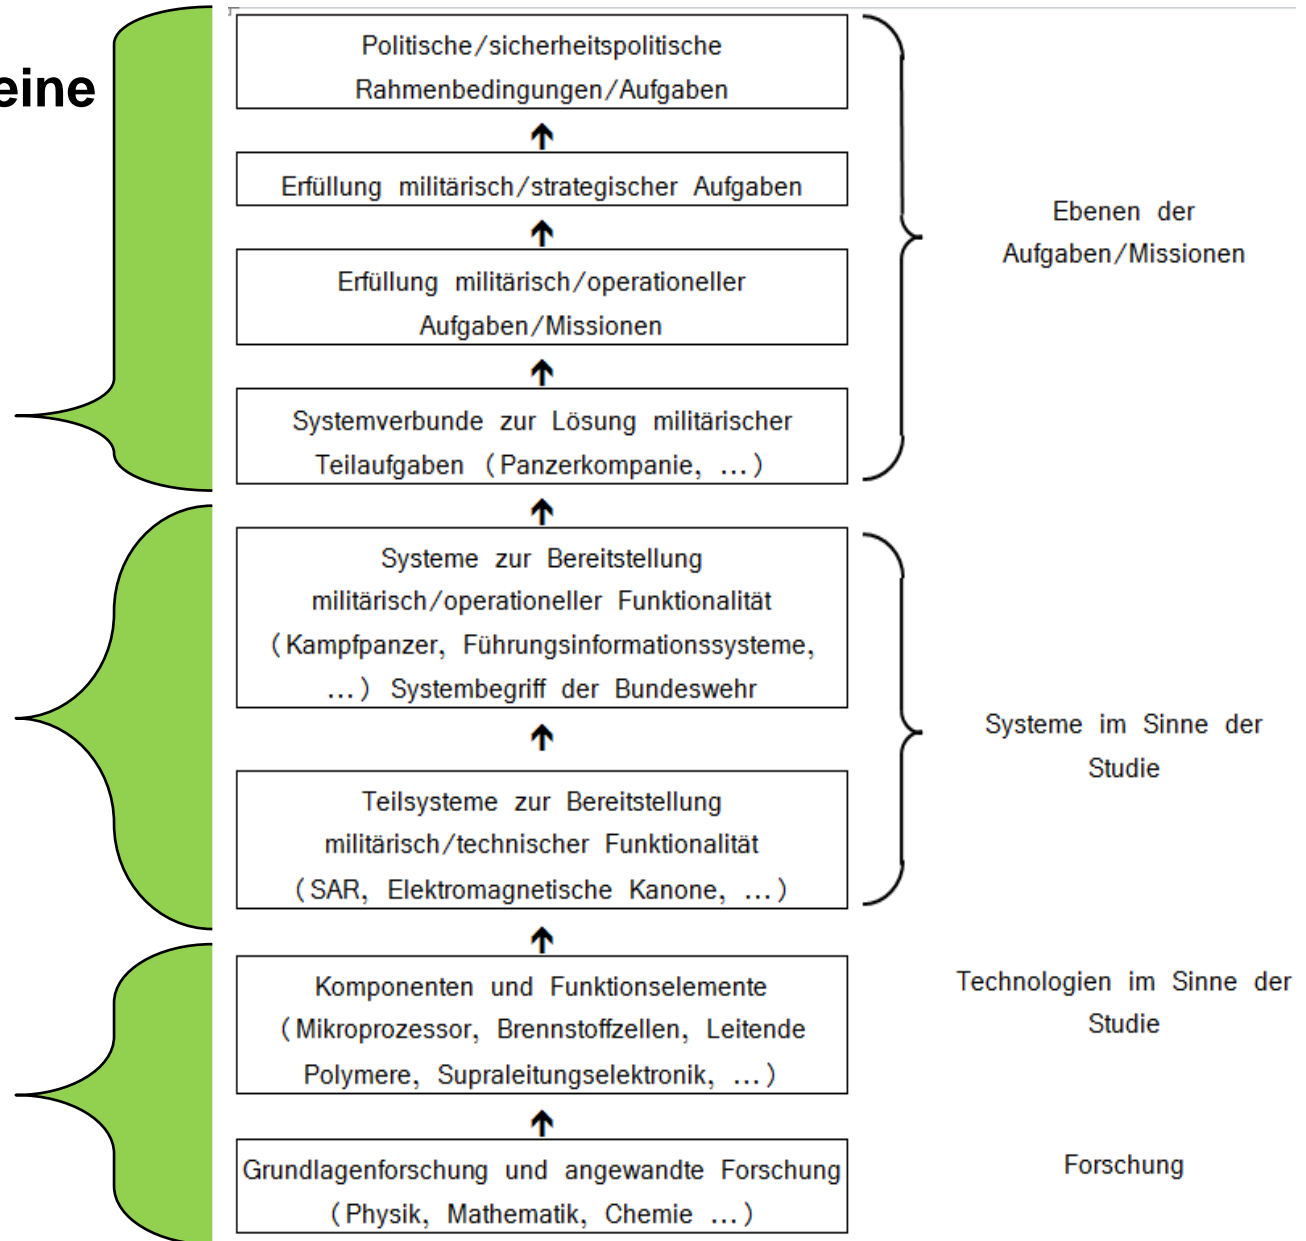 eine
Politische/sicherheitspolitische
Rahmenbedingungen/Aufgaben
Erfüllung militärisch/strategischer Aufgaben
Erfüllung militärisch/operationeller
Aufgaben/Missionen
Systemverbunde zur Lösung militärischer
Teilaufgaben (Panzerkompanie, ...)
Ebenen der
Aufgaben/Missionen
Systeme zur Bereitstellung
militärisch/operationeller Funktionalität
(Kampfpanzer, Führungsinformationssysteme,
...) Systembegriff der Bundeswehr
Teilsysteme zur Bereitstellung
militärisch/technischer Funktionalität
(SAR, Elektromagnetische Kanone, ...)
Systeme im Sinne der
Studie
Komponenten und Funktionselemente
(Mikroprozessor, Brennstoffzellen, Leitende
Polymere, Supraleitungselektronik, ...)
Technologien im Sinne der
Studie
Grundlagenforschung und angewandte Forschung
(Physik, Mathematik, Chemie ...)
Forschung